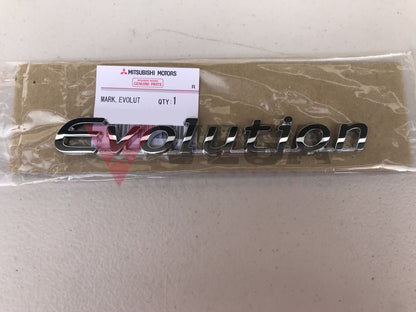 MITSUBISHI MOTORS
GENUINE PARTS
R
MARK, EVOLUT QTY:1
Evolution